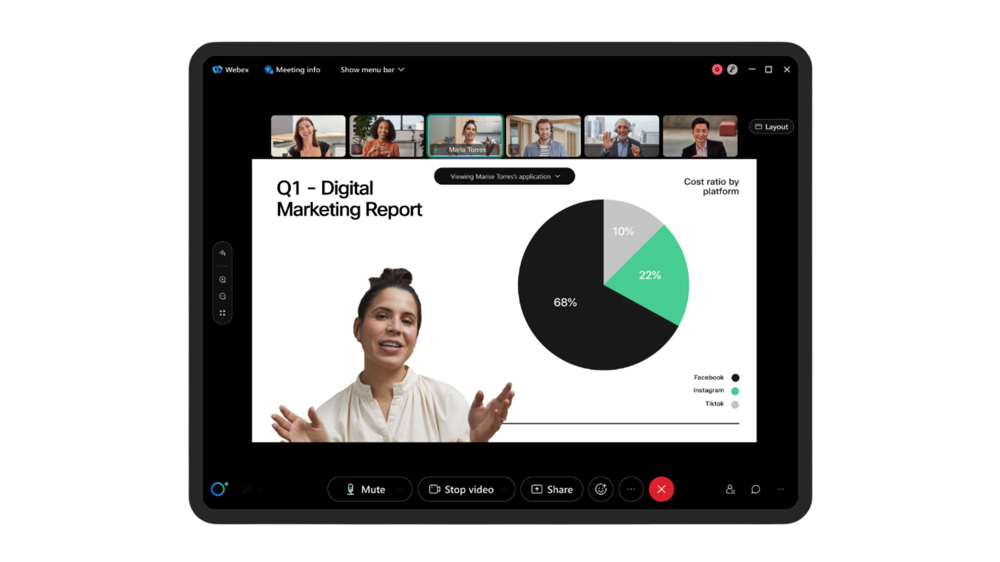 Webex
Meeting info
Show menu bar
Maria Torres
Layout
Viewing Marise Torres's application
Q1 - Digital
Marketing Report
Cost ratio by
platform
10%
22%
68%
Facebook
Instagram
Tiktok
Mute
Stop video
Share